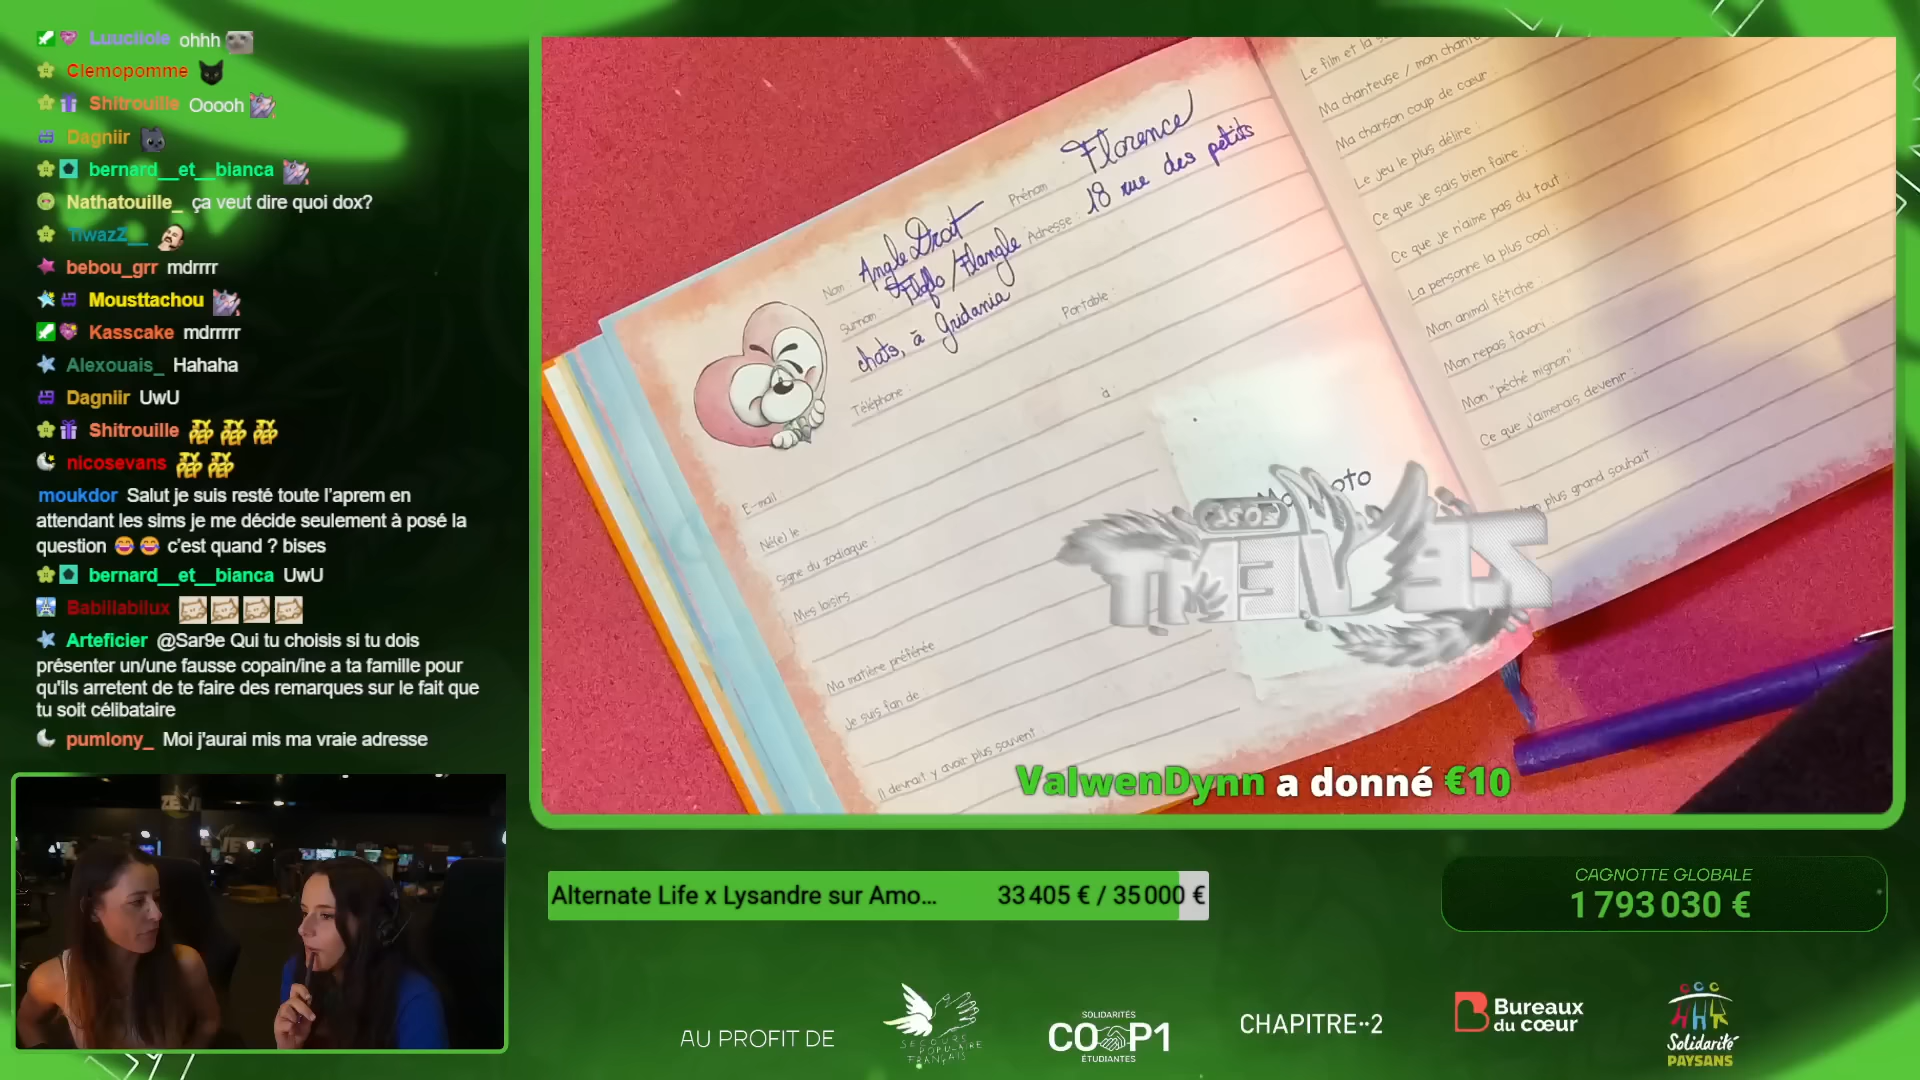 Luuciiole ohhh
Clemopomme
Shitrouille Ooooh
Dagniir
bernard__et__bianca
Nathatouille_ ça veut dire quoi dox?
TiwazZ__
bebou_grr mdrrrr
Mousttachou
Kasscake mdrrrrr
Alexouais_ Hahaha
Dagniir UwU
Shitrouille
nicosevans
moukdor Salut je suis resté toute l'aprem en
attendant les sims je me décide seulement à posé la
question c'est quand ? bises
bernard__et__bianca UwU
Babillabilux
Arteficier @Sar9e Qui tu choisis si tu dois
présenter un/une fausse copain/ine a ta famille pour
qu'ils arretent de te faire des remarques sur le fait que
tu soit célibataire
pumlony_ Moi j'aurai mis ma vraie adresse
Nom : Angle Droit Prénom Florence
Surnom : Floflo / Flangle Adresse : 18 rue des petits
chats, à Gridania
Téléphone : Portable :
E-mail
Né(e) le à :
Signe du zodiaque :
Mes loisirs
Ma matière préférée
Je suis fan de :
Il devrait y avoir plus souvent :
Ma Photo
ZEVENT
2025
Le film et la
Ma chanteuse / mon chanteur
Ma chanson coup de cœur :
Le jeu le plus délire :
Ce que je sais bien faire :
Ce que je n'aime pas du tout :
La personne la plus cool :
Mon animal fétiche :
Mon repas favori
Mon "péché mignon"
Ce que j'aimerais devenir :
Mon plus grand souhait :
ValwenDynn a donné €10
Alternate Life x Lysandre sur Amo... 33 405 € / 35 000 €
CAGNOTTE GLOBALE
1 793 030 €
AU PROFIT DE
SECOURS
POPULAIRE
FRANÇAIS
SOLIDARITÉS
CO P1
ÉTUDIANTES
CHAPITRE··2
Bureaux
du cœur
Solidarité
PAYSANS